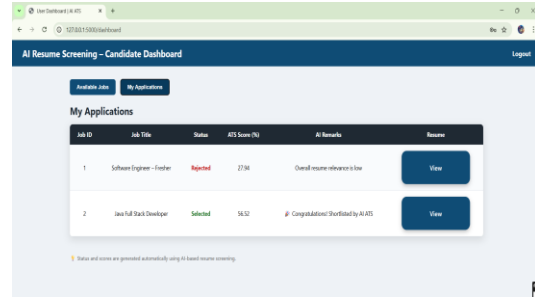 User Dashboard | AI ATS
127.0.0.1:5000/dashboard
AI Resume Screening – Candidate Dashboard Logout
Available Jobs My Applications
My Applications
Job ID Job Title Status ATS Score (%) AI Remarks Resume
1 Software Engineer – Fresher Rejected 27.94 Overall resume relevance is low View
2 Java Full Stack Developer Selected 56.52 🎉 Congratulations! Shortlisted by AI ATS View
💡 Status and scores are generated automatically using AI-based resume screening.